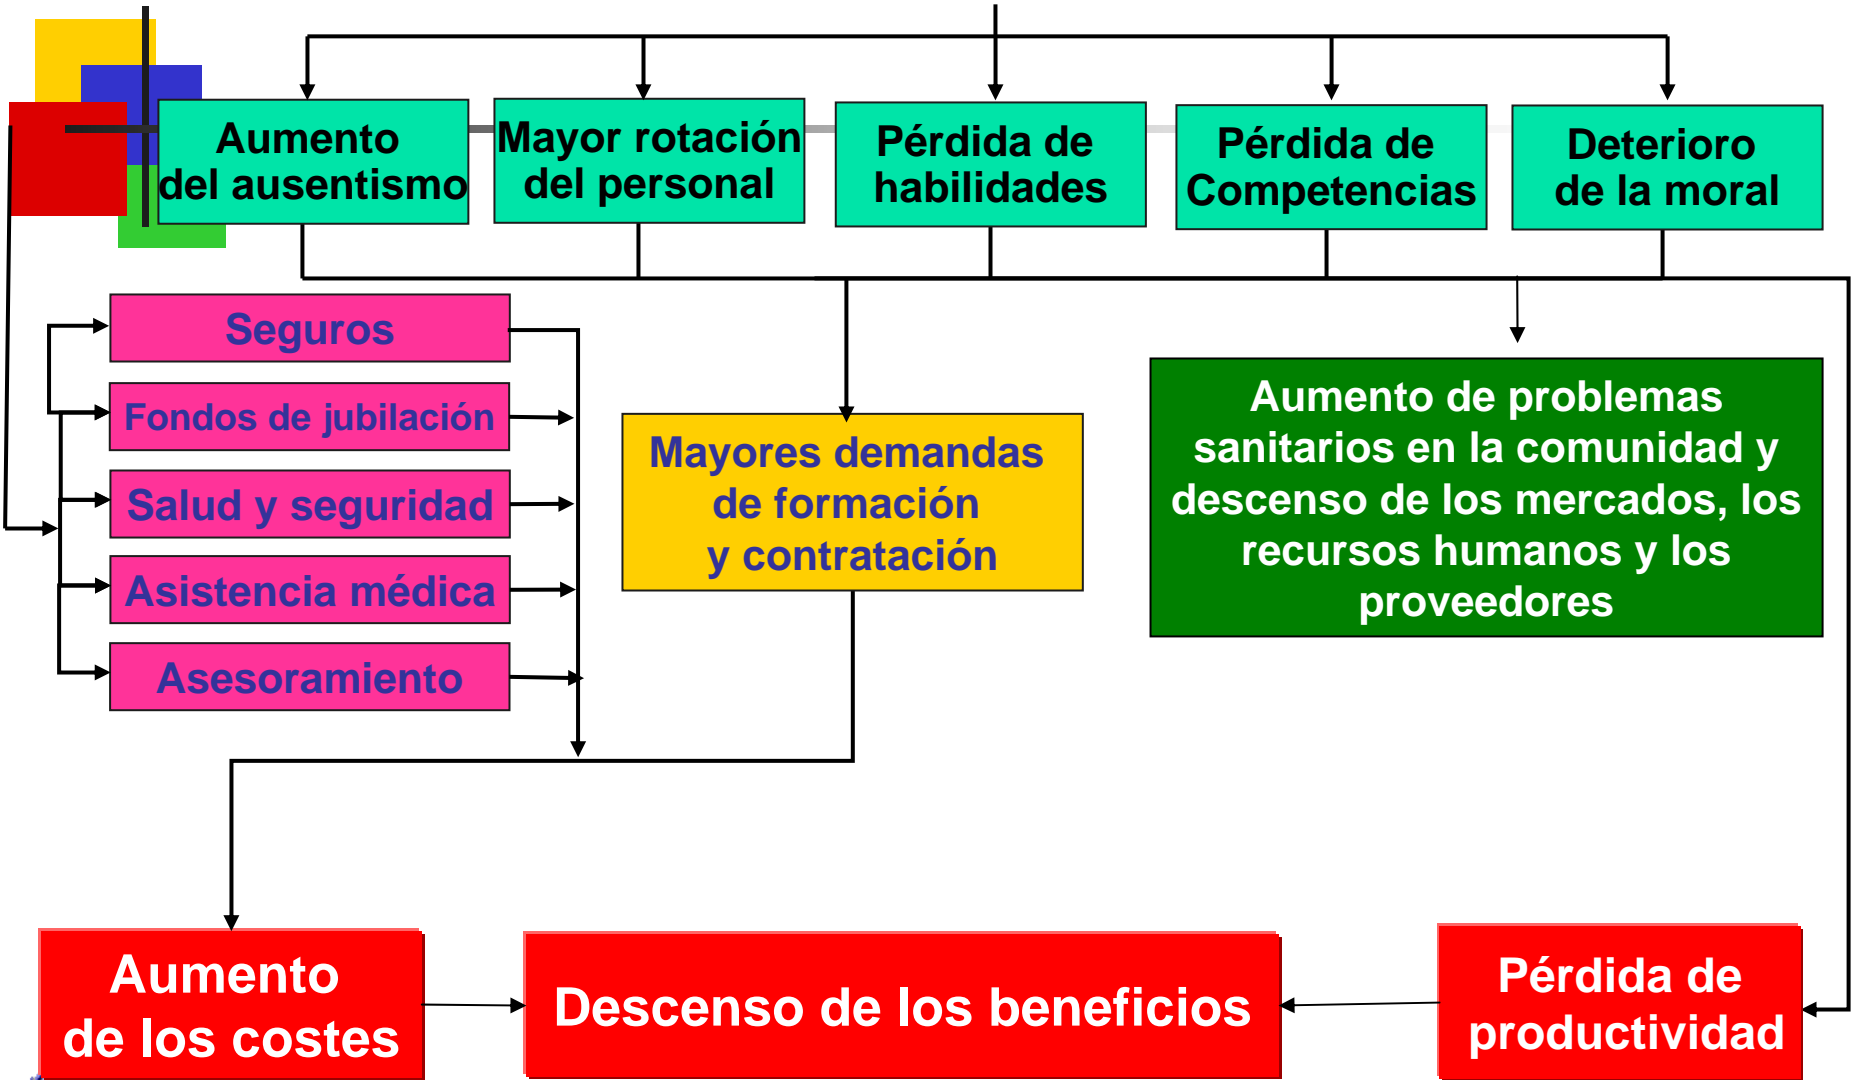 Aumento
del ausentismo
Mayor rotación
del personal
Pérdida de
habilidades
Pérdida de
Competencias
Deterioro
de la moral
Seguros
Fondos de jubilación
Salud y seguridad
Asistencia médica
Asesoramiento
Mayores demandas
de formación
y contratación
Aumento de problemas
sanitarios en la comunidad y
descenso de los mercados, los
recursos humanos y los
proveedores
Aumento
de los costes
Descenso de los beneficios
Pérdida de
productividad